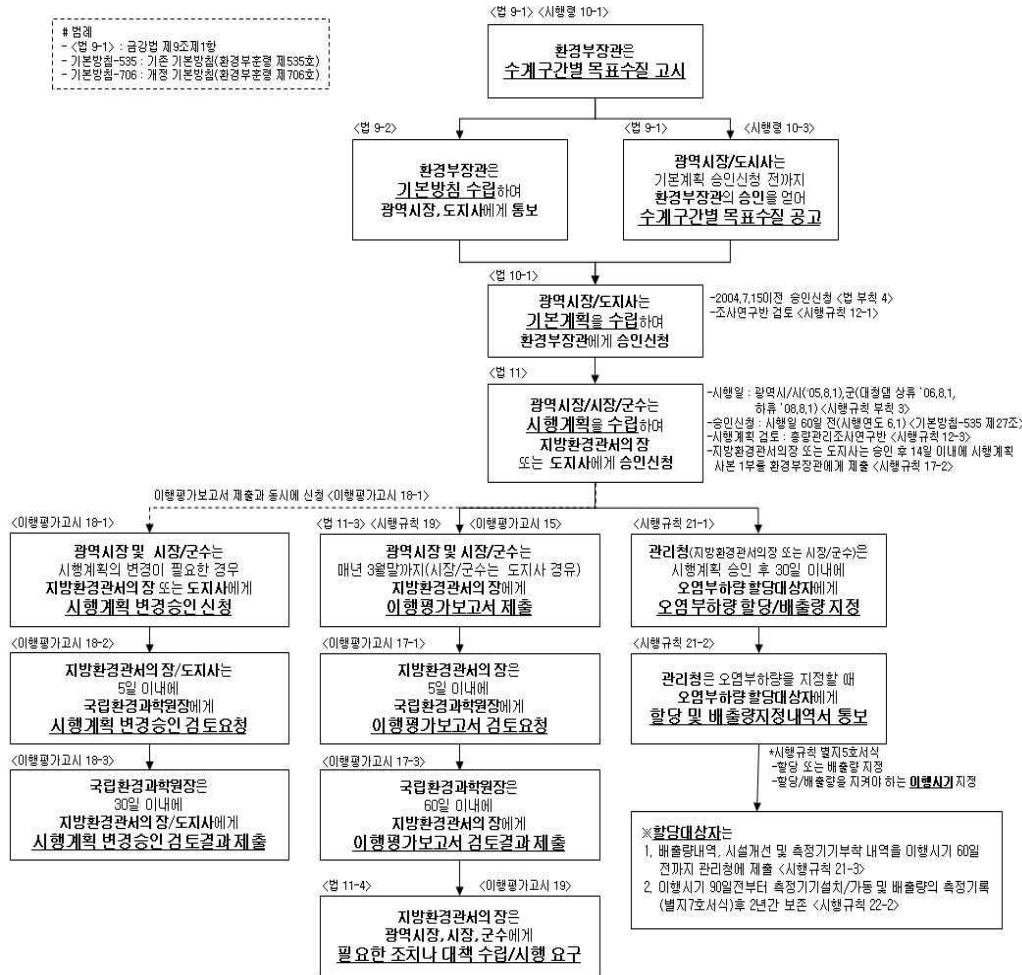 # 범례
- <법 9-1> : 금강법 제9조제1항
- 기본방침-535 : 기존 기본방침(환경부훈령 제535호)
- 기본방침-706 : 개정 기본방침(환경부훈령 제706호)
<법 9-1> <시행령 10-1>
환경부장관은
수계구간별 목표수질 고시
<법 9-2>
환경부장관은
기본방침 수립하여
광역시장, 도지사에게 통보
<법 9-1> <시행령 10-3>
광역시장/도시사는
기본계획 승인신청 전까지
환경부장관의 승인을 얻어
수계구간별 목표수질 공고
<법 10-1>
광역시장/도지사는
기본계획을 수립하여
환경부장관에게 승인신청
-2004.7.15이전 승인신청 <법 부칙 4>
-조사연구반 검토 <시행규칙 12-1>
<법 11>
광역시장/시장/군수는
시행계획을 수립하여
지방환경관서의 장
또는 도지사에게 승인신청
-시행일 : 광역시/시('05.8.1),군(대청댐 상류 '06.8.1,
하류 '08.8.1) <시행규칙 부칙 3>
-승인신청 : 시행일 60일 전(시행연도 6.1) <기본방침-535 제27조>
-시행계획 검토 : 총량관리조사연구반 <시행규칙 12-3>
-지방환경관서의 장 또는 도지사는 승인 후 14일 이내에 시행계획
사본 1부를 환경부장관에게 제출 <시행규칙 17-2>
이행평가보고서 제출과 동시에 신청 <이행평가고시 18-1>
<이행평가고시 18-1>
광역시장 및 시장/군수는
시행계획의 변경이 필요한 경우
지방환경관서의 장 또는 도지사에게
시행계획 변경승인 신청
<이행평가고시 18-2>
지방환경관서의 장/도지사는
5일 이내에
국립환경과학원장에게
시행계획 변경승인 검토요청
<이행평가고시 18-3>
국립환경과학원장은
30일 이내에
지방환경관서의 장/도지사에게
시행계획 변경승인 검토결과 제출
<법 11-3> <시행규칙 19> <이행평가고시 15>
광역시장 및 시장/군수는
매년 3월말까지(시장/군수는 도지사 경유)
지방환경관서의 장에게
이행평가보고서 제출
<이행평가고시 17-1>
지방환경관서의 장은
5일 이내에
국립환경과학원장에게
이행평가보고서 검토요청
<이행평가고시 17-3>
국립환경과학원장은
60일 이내에
지방환경관서의 장에게
이행평가보고서 검토결과 제출
<법 11-4> <이행평가고시 19>
지방환경관서의 장은
광역시장, 시장, 군수에게
필요한 조치나 대책 수립/시행 요구
<시행규칙 21-1>
관리청(지방환경관서의장 또는 시장/군수)은
시행계획 승인 후 30일 이내에
오염부하량 할당대상자에게
오염부하량 할당/배출량 지정
<시행규칙 21-2>
관리청은 오염부하량을 지정할 때
오염부하량 할당대상자에게
할당 및 배출량지정내역서 통보
*시행규칙 별지5호서식
-할당 또는 배출량 지정
-할당/배출량을 지켜야 하는 이행시기 지정
※할당대상자는
1. 배출량내역, 시설개선 및 측정기기부착 내역을 이행시기 60일
전까지 관리청에 제출 <시행규칙 21-3>
2. 이행시기 90일전부터 측정기기설치/가동 및 배출량의 측정기록
(별지7호서식)후 2년간 보존 <시행규칙 22-2>